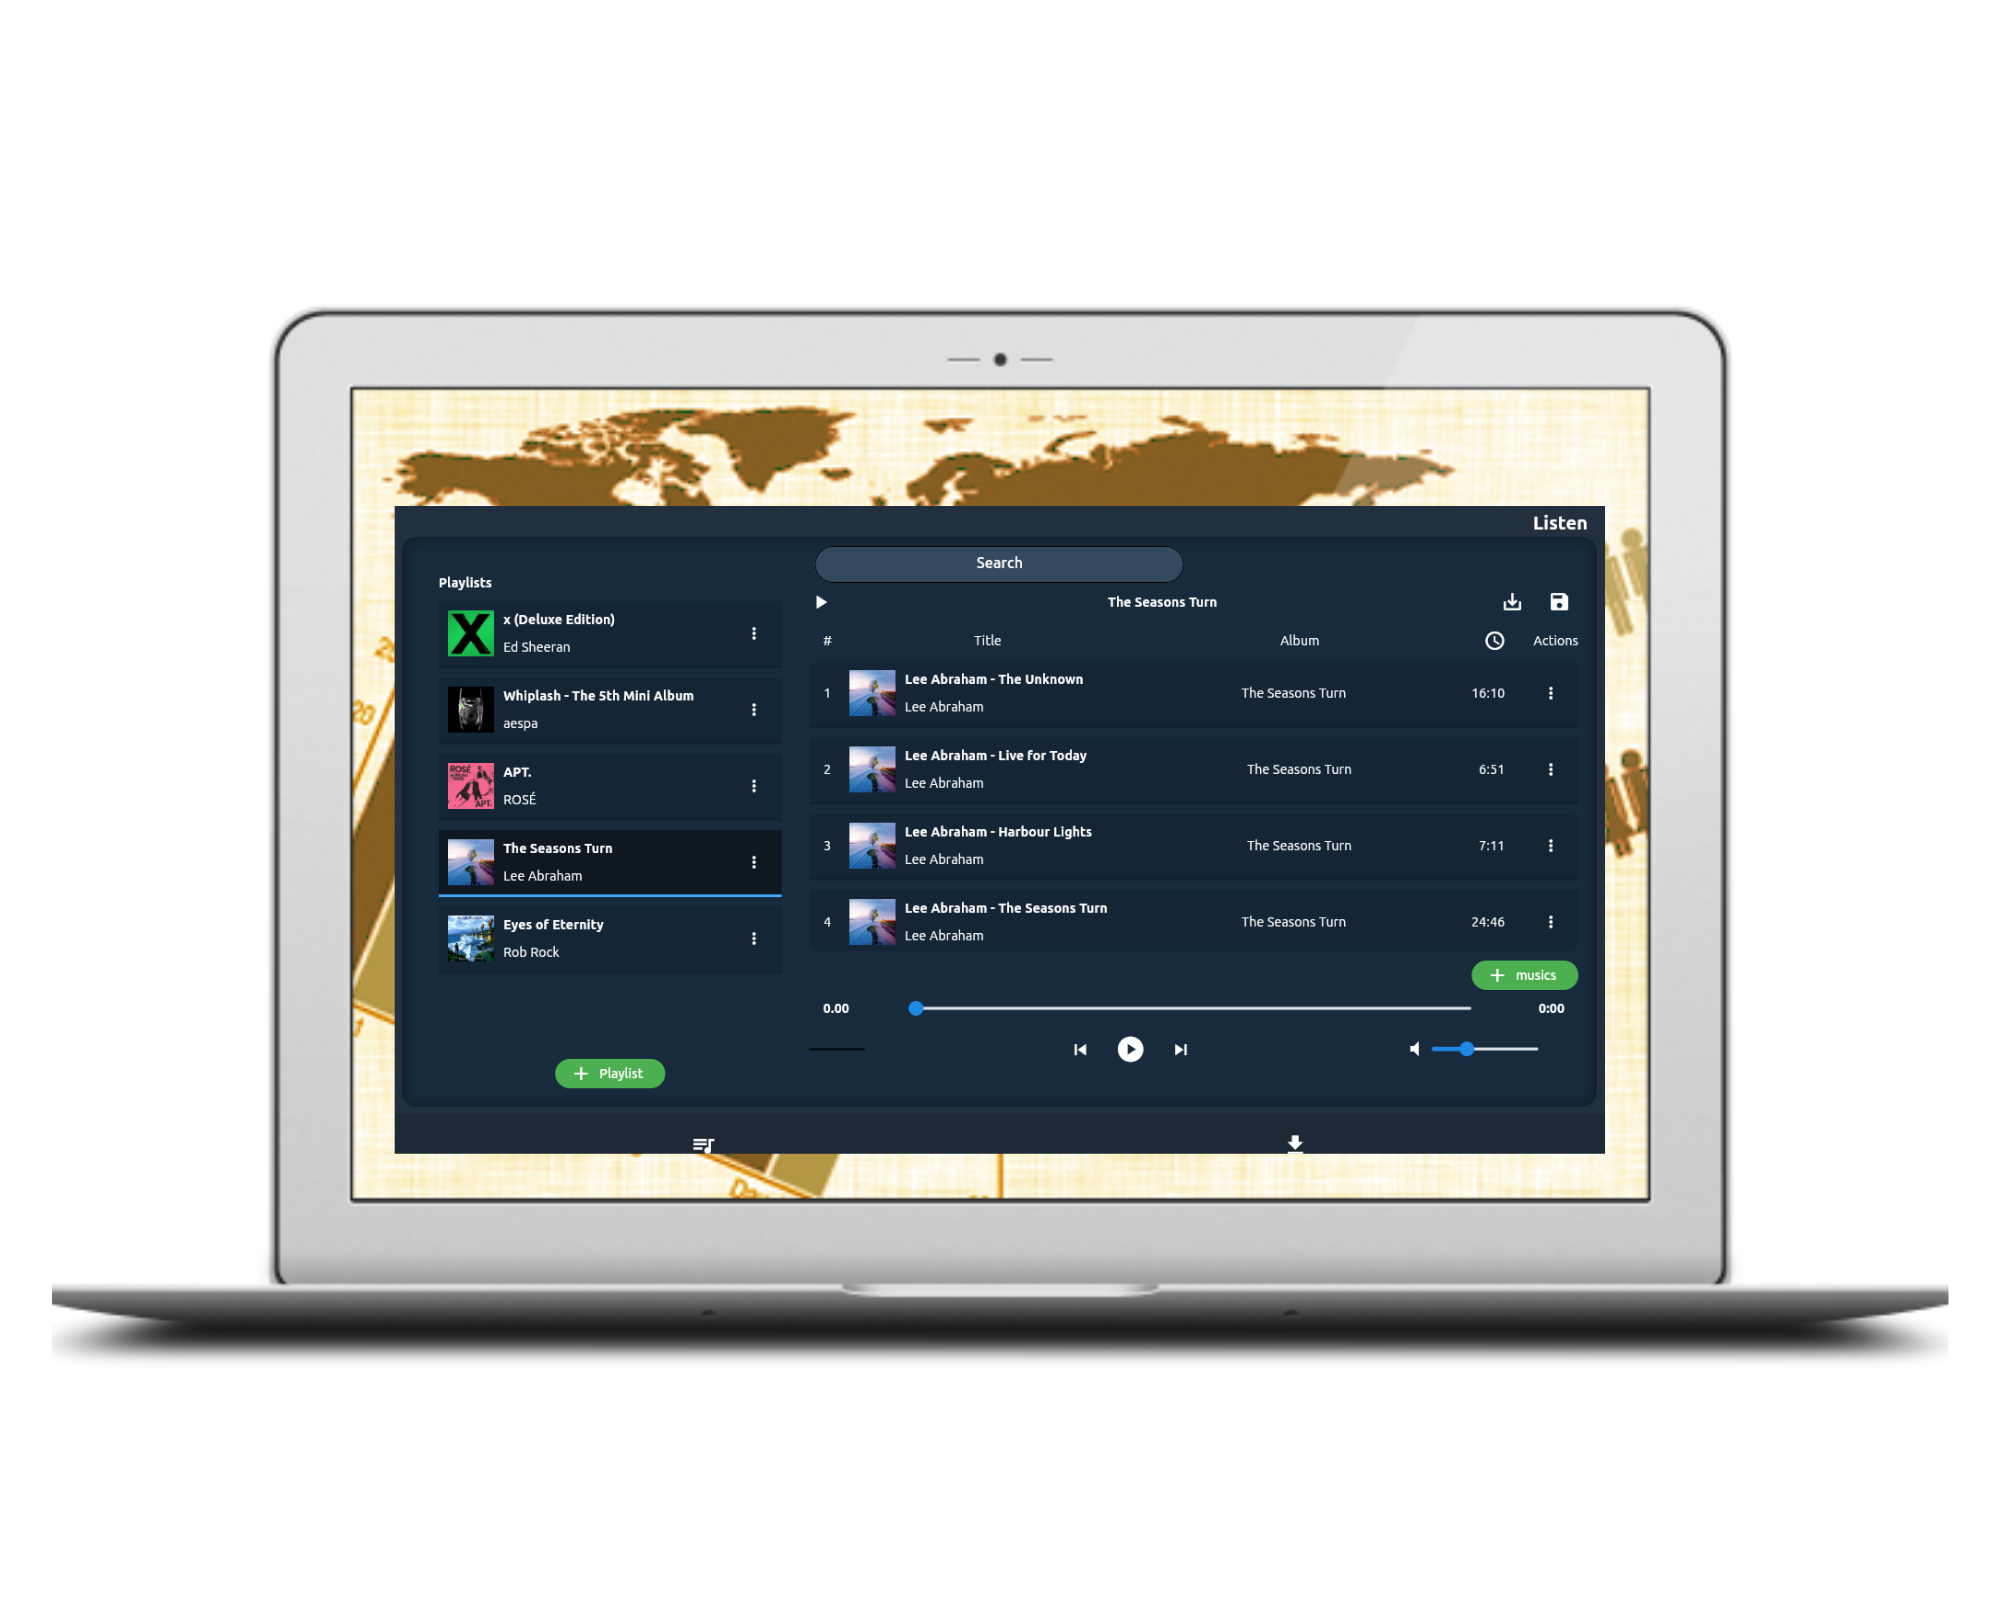 Listen
Search
Playlists
x (Deluxe Edition)
Ed Sheeran
Whiplash - The 5th Mini Album
aespa
ROSÉ
APT.
APT.
ROSÉ
The Seasons Turn
Lee Abraham
Eyes of Eternity
Rob Rock
+ Playlist
The Seasons Turn
# Title Album Actions
1 Lee Abraham - The Unknown The Seasons Turn 16:10
Lee Abraham
2 Lee Abraham - Live for Today The Seasons Turn 6:51
Lee Abraham
3 Lee Abraham - Harbour Lights The Seasons Turn 7:11
Lee Abraham
4 Lee Abraham - The Seasons Turn The Seasons Turn 24:46
Lee Abraham
+ musics
0.00 0:00
20